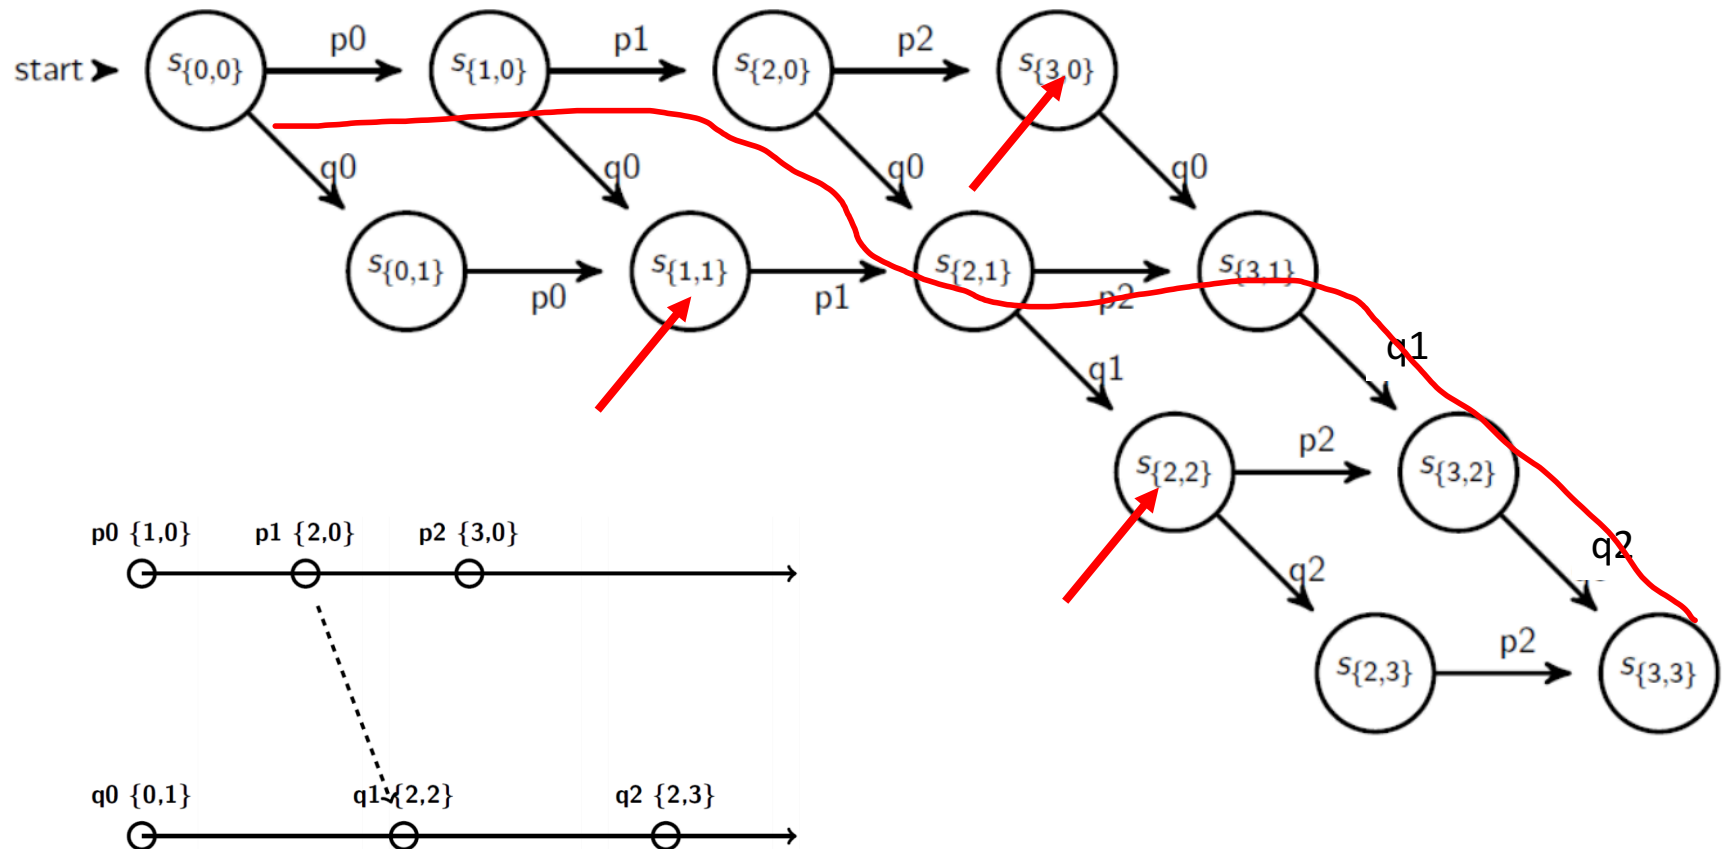 start p0 p1 p2
S{0,0} S{1,0} S{2,0} S{3,0}
q0 q0 q0 q0
S{0,1} S{1,1} S{2,1} S{3,1}
p0 p1 p2
q1 q1
p2
S{2,2} S{3,2}
q2 q2
p2
S{2,3} S{3,3}
p0 {1,0} p1 {2,0} p2 {3,0}
q0 {0,1} q1 {2,2} q2 {2,3}